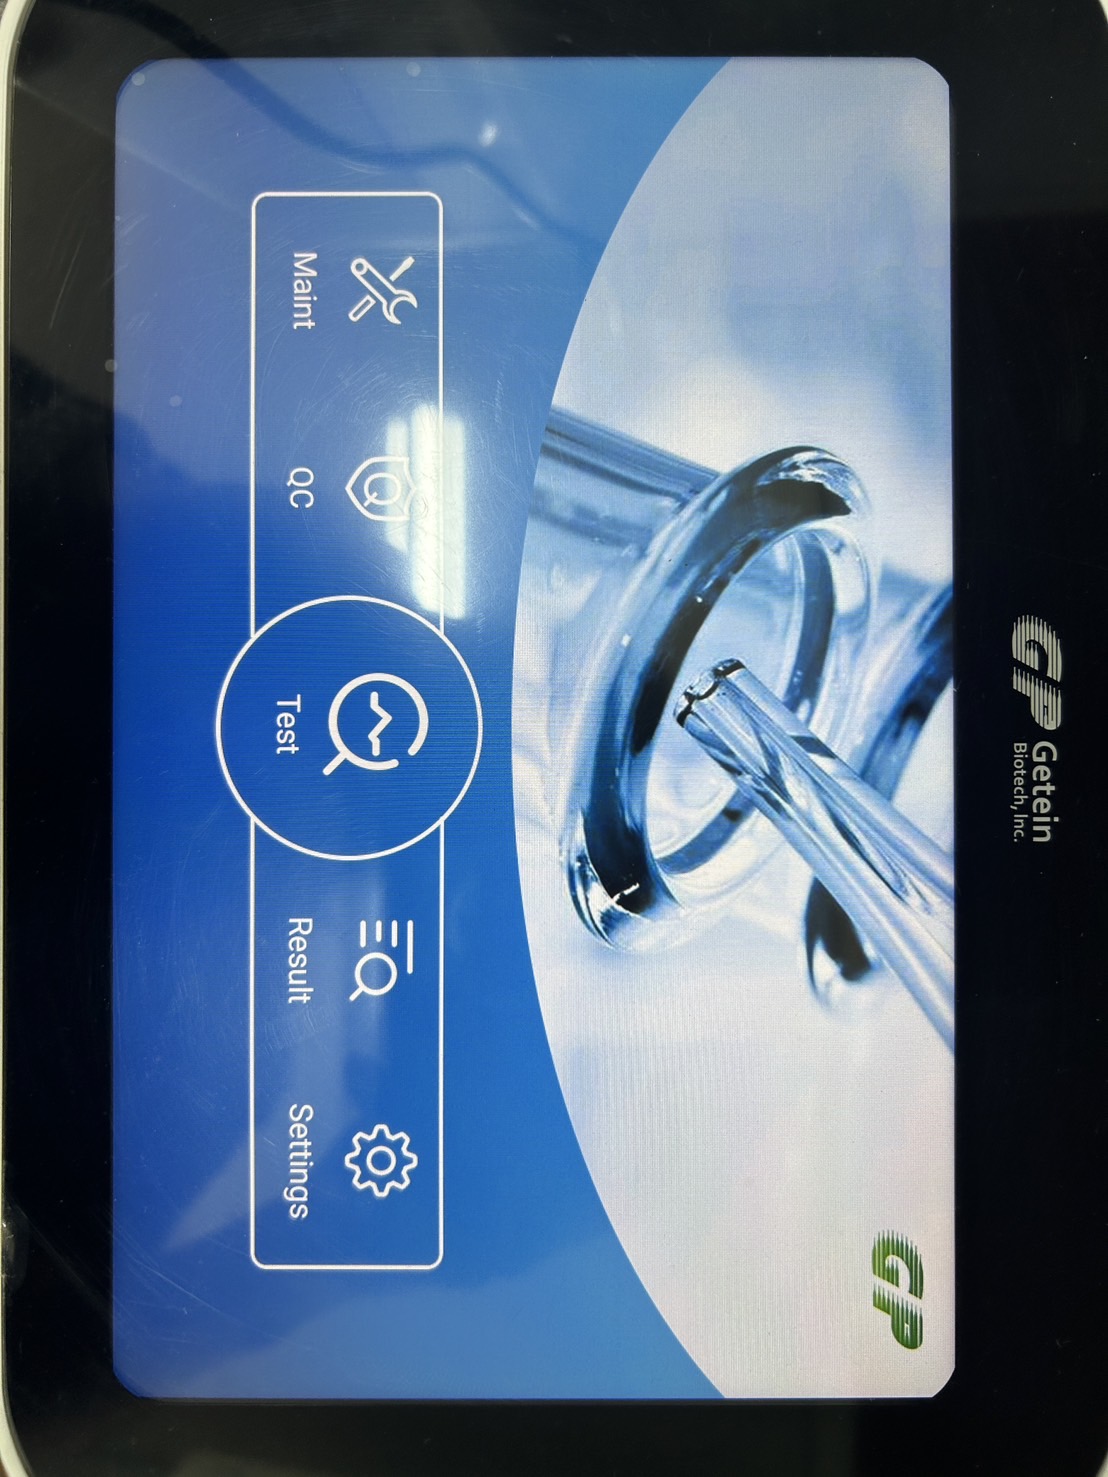 GP Getein
Biotech, Inc.
GP
Maint
QC
Test
Result
Settings